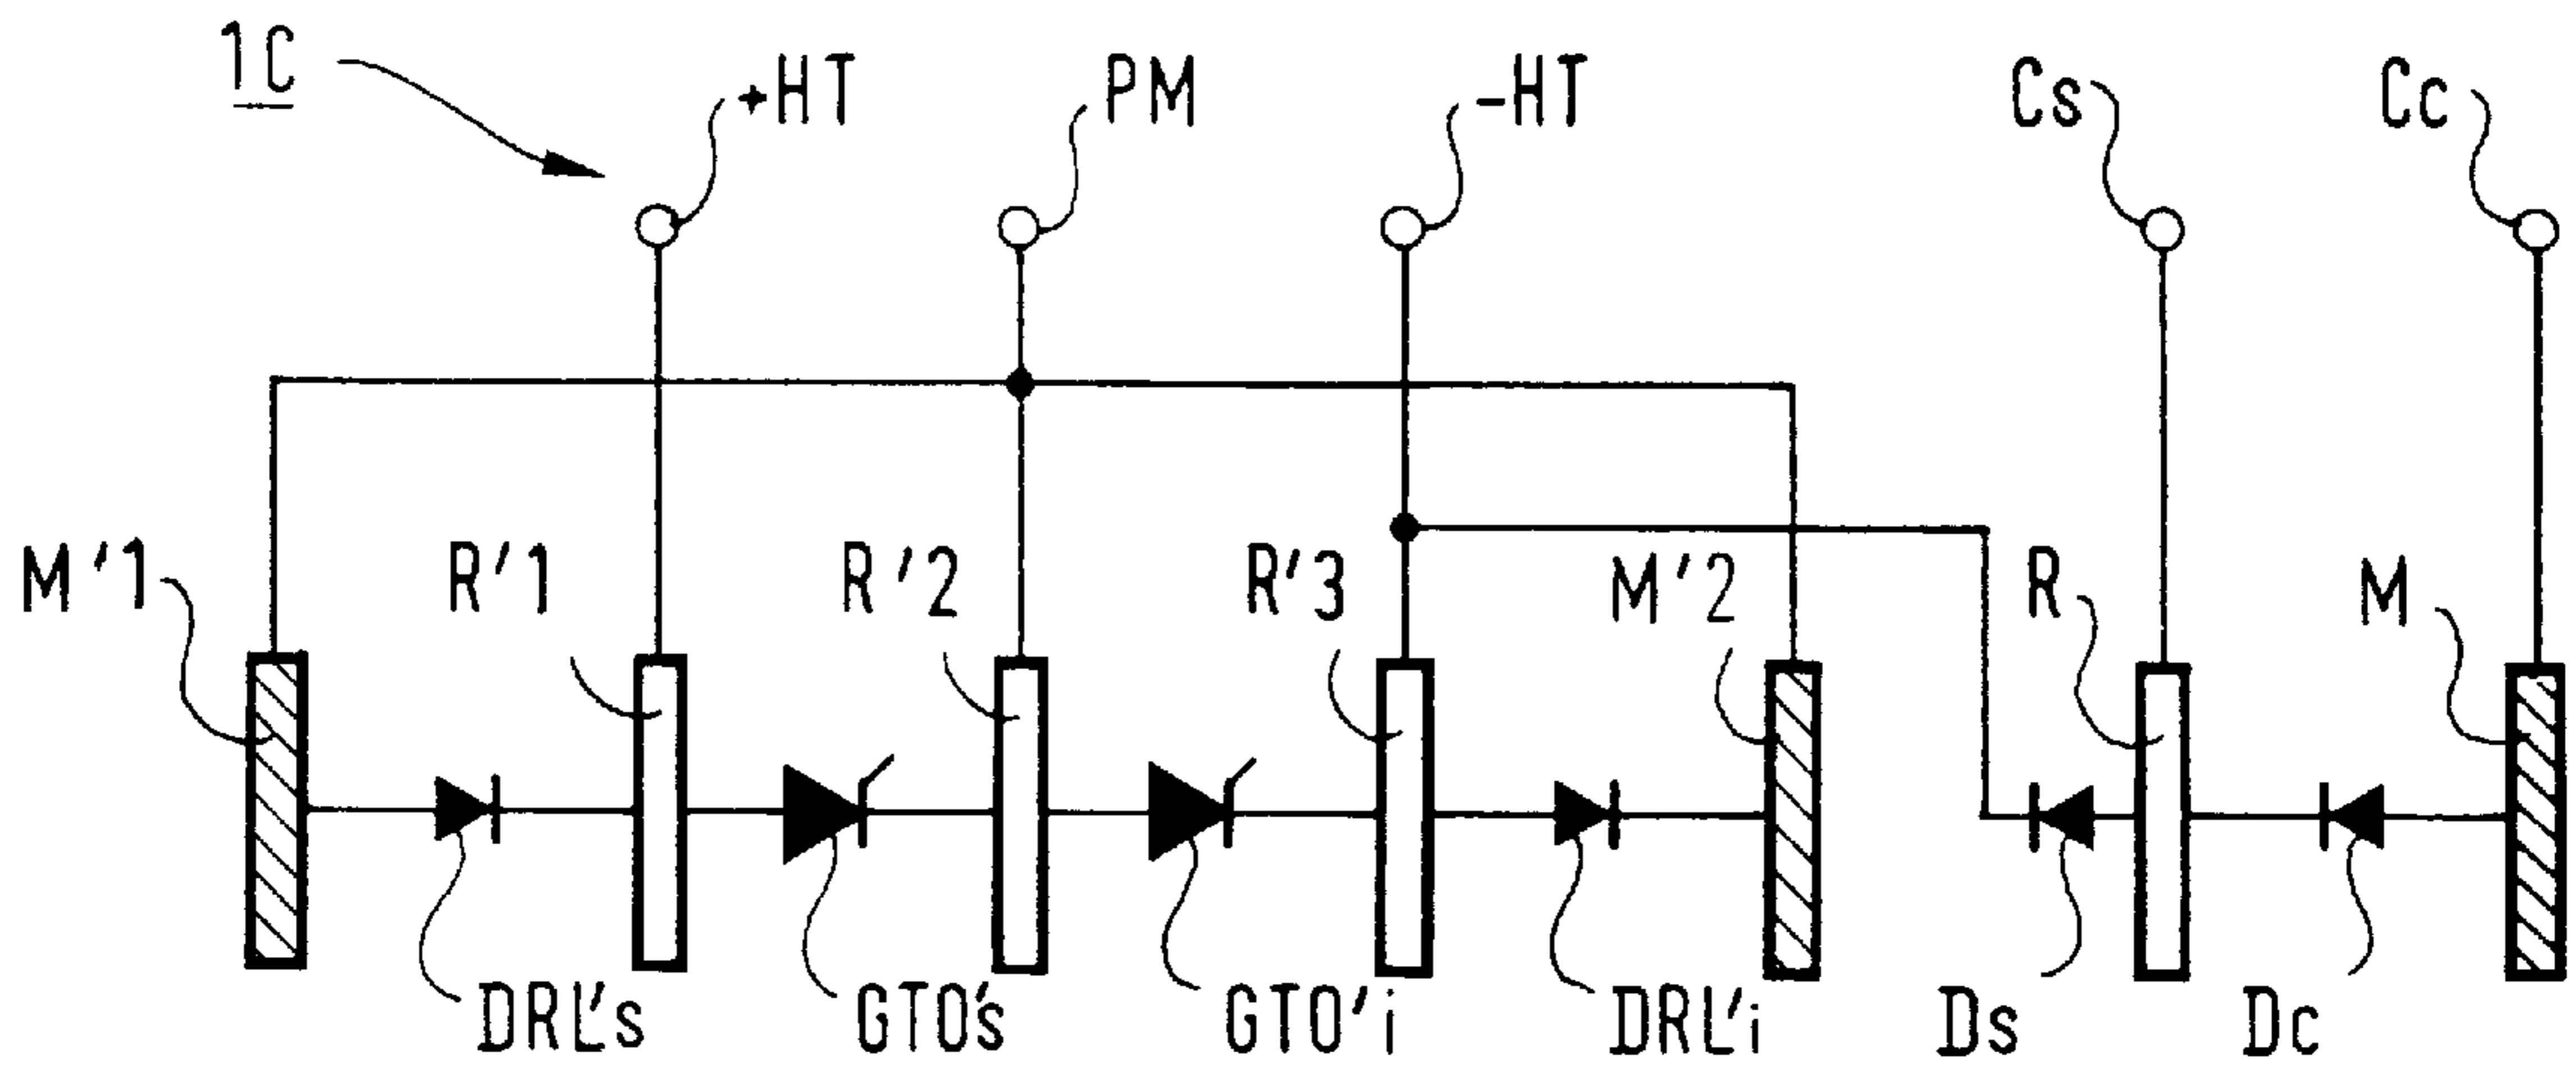 1C +HT PM -HT Cs Cc
M'1 R'1 R'2 R'3 M'2 R M
DRL's GTO's GTO'i DRL'i Ds Dc